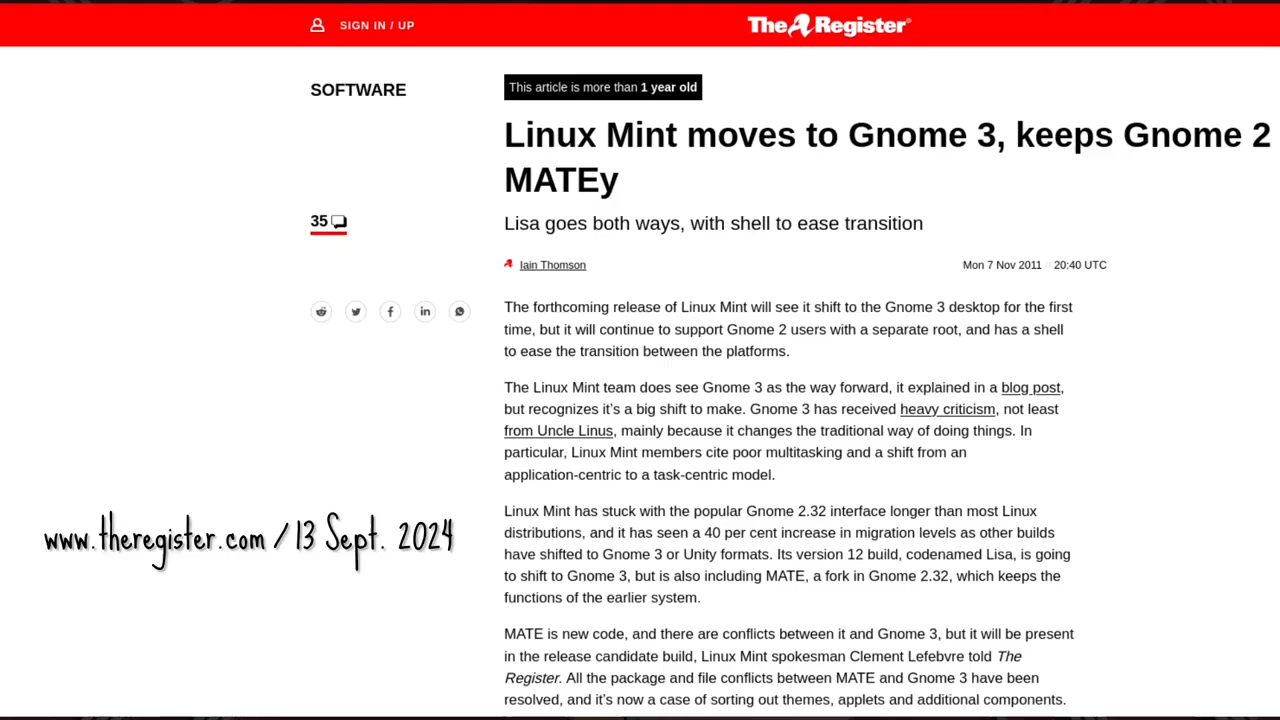 SIGN IN / UP
The Register®
SOFTWARE
This article is more than 1 year old
Linux Mint moves to Gnome 3, keeps Gnome 2
MATEy
35
Lisa goes both ways, with shell to ease transition
Iain Thomson
Mon 7 Nov 2011 20:40 UTC
The forthcoming release of Linux Mint will see it shift to the Gnome 3 desktop for the first
time, but it will continue to support Gnome 2 users with a separate root, and has a shell
to ease the transition between the platforms.
The Linux Mint team does see Gnome 3 as the way forward, it explained in a blog post,
but recognizes it’s a big shift to make. Gnome 3 has received heavy criticism, not least
from Uncle Linus, mainly because it changes the traditional way of doing things. In
particular, Linux Mint members cite poor multitasking and a shift from an
application-centric to a task-centric model.
Linux Mint has stuck with the popular Gnome 2.32 interface longer than most Linux
distributions, and it has seen a 40 per cent increase in migration levels as other builds
have shifted to Gnome 3 or Unity formats. Its version 12 build, codenamed Lisa, is going
to shift to Gnome 3, but is also including MATE, a fork in Gnome 2.32, which keeps the
functions of the earlier system.
MATE is new code, and there are conflicts between it and Gnome 3, but it will be present
in the release candidate build, Linux Mint spokesman Clement Lefebvre told The
Register. All the package and file conflicts between MATE and Gnome 3 have been
resolved, and it’s now a case of sorting out themes, applets and additional components.
www.theregister.com / 13 Sept. 2024